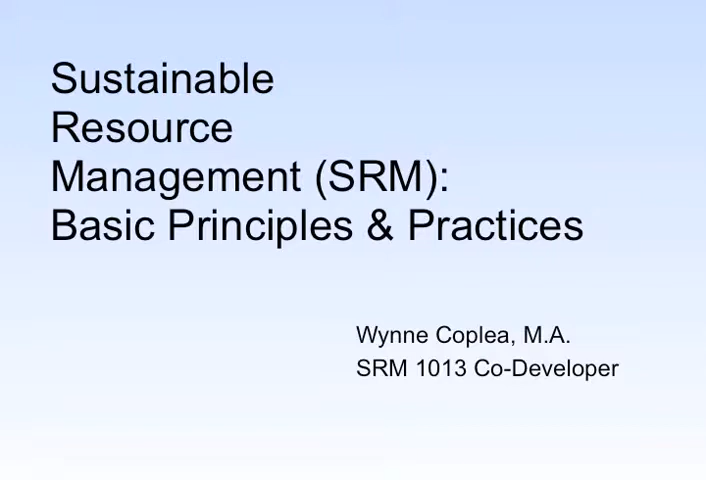 Sustainable
Resource
Management (SRM):
Basic Principles & Practices
Wynne Coplea, M.A.
SRM 1013 Co-Developer